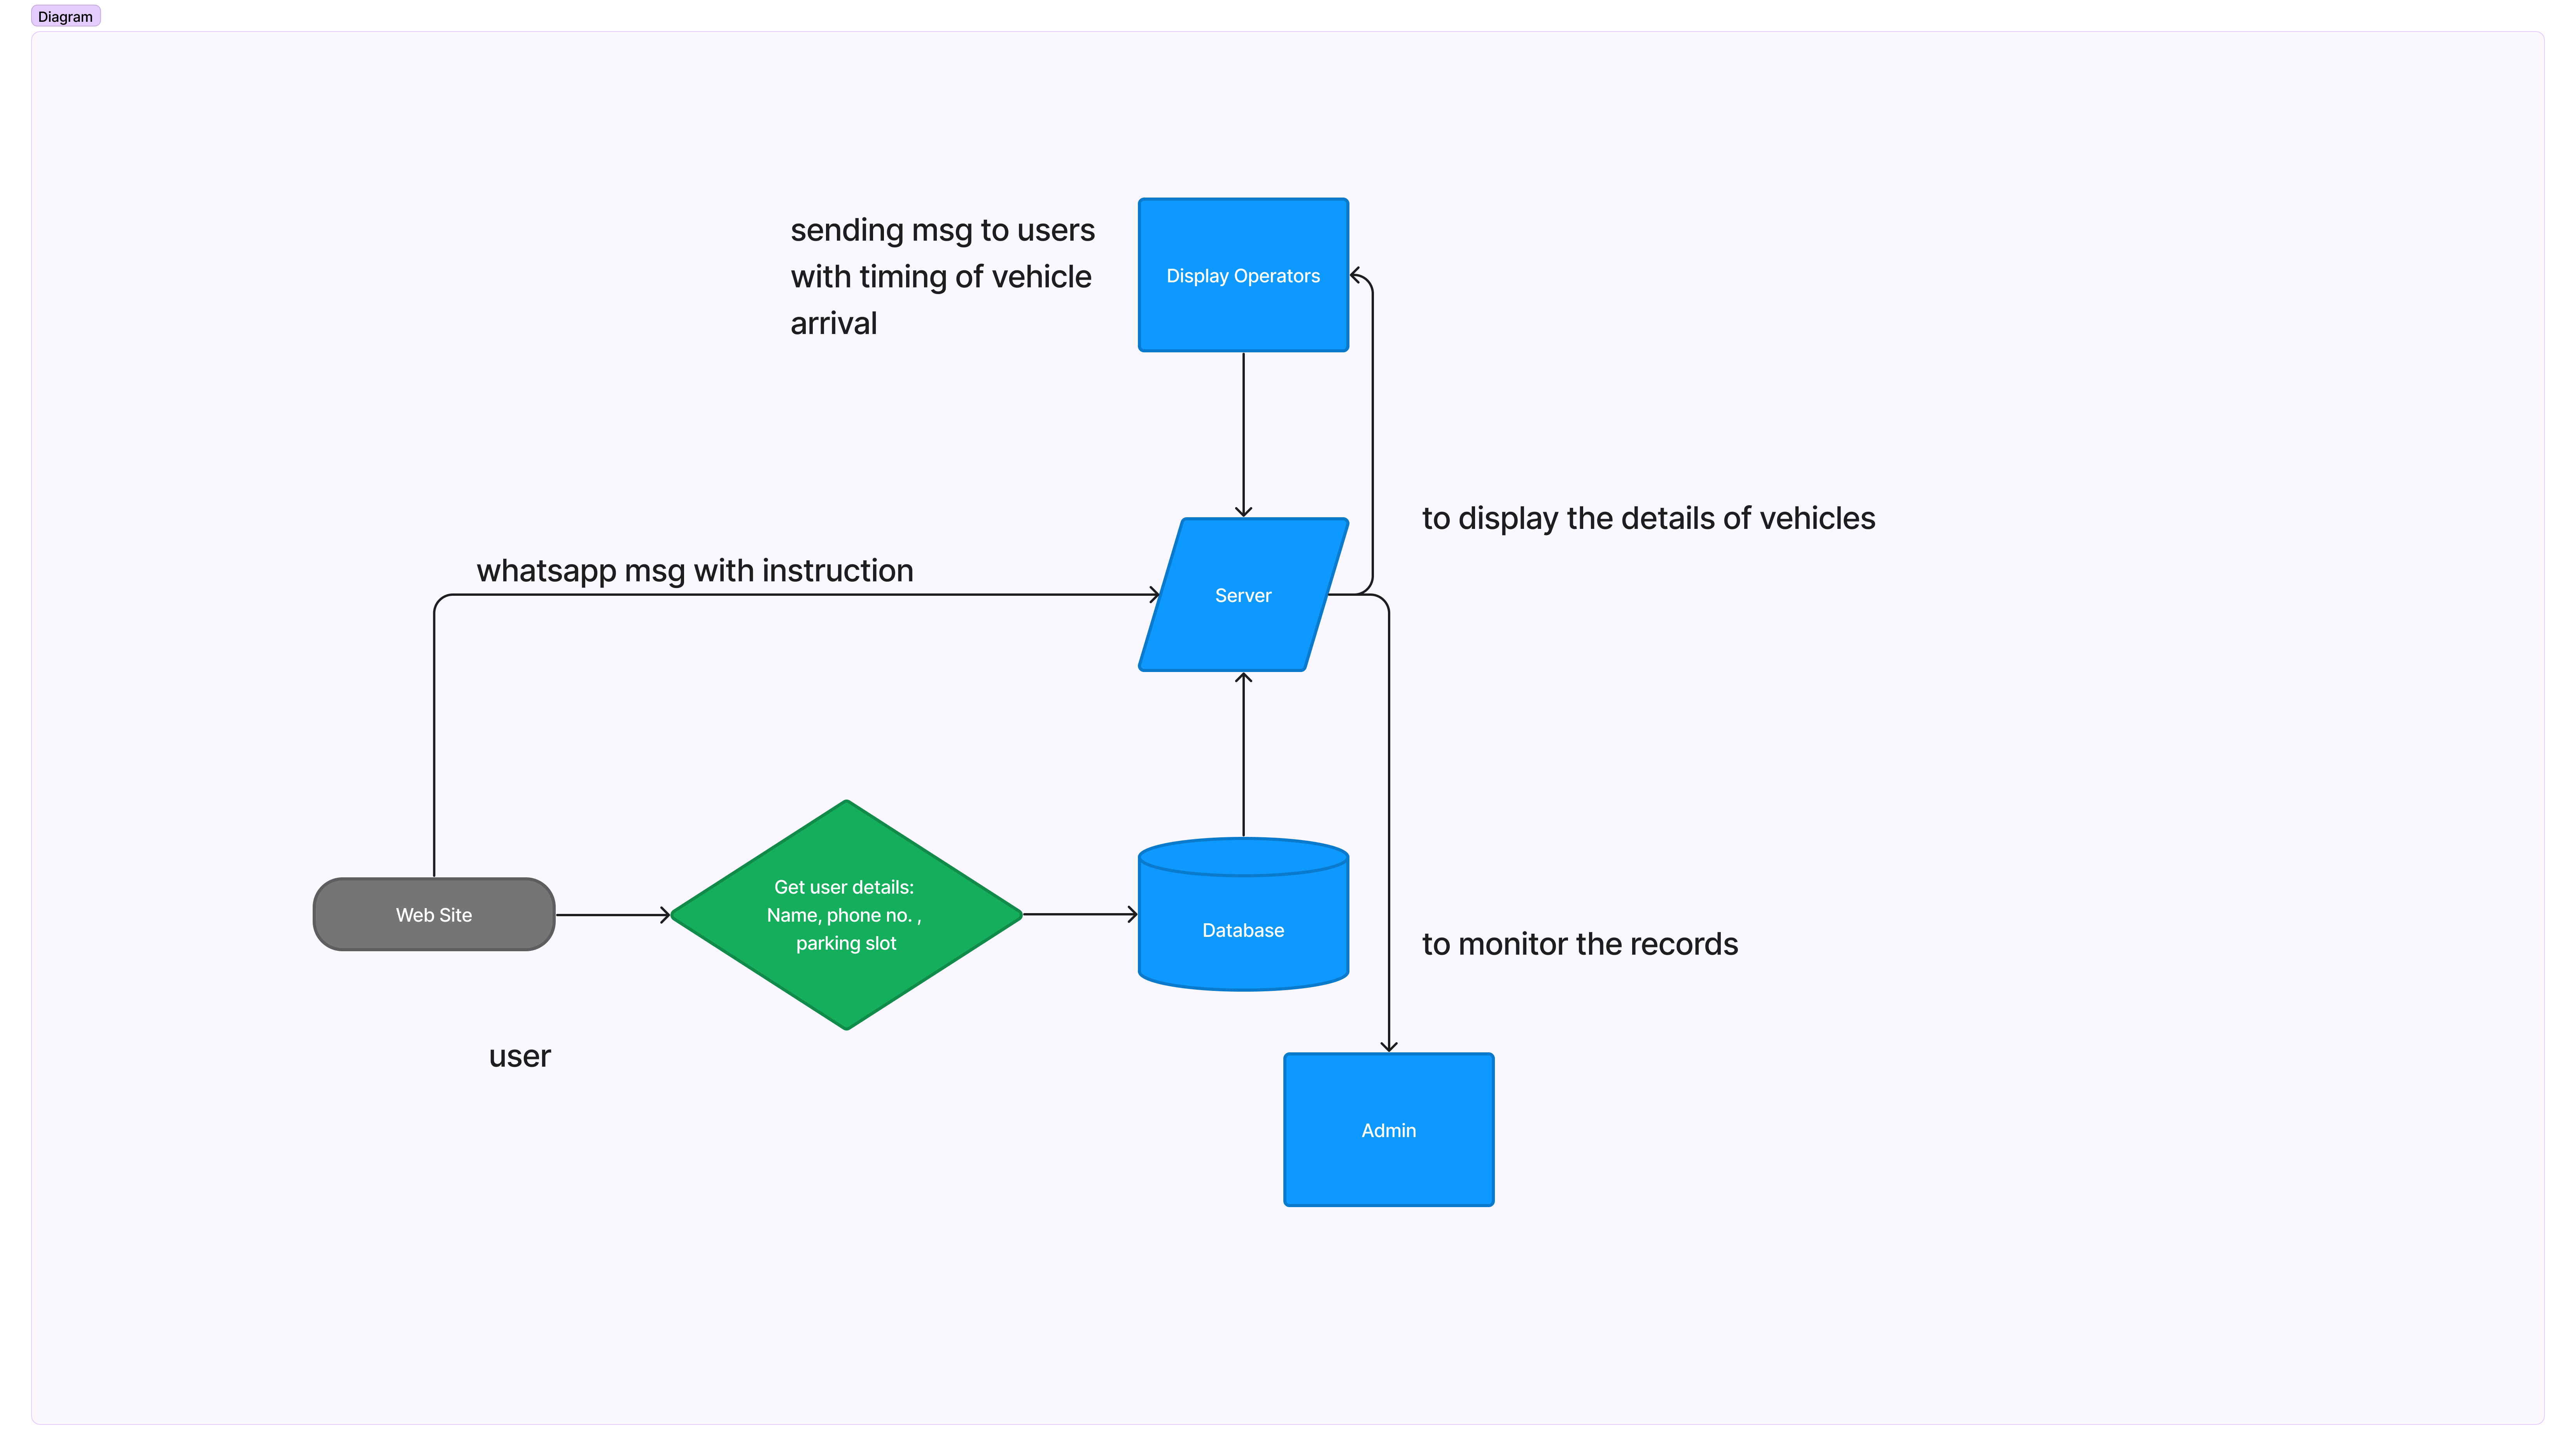 Diagram
sending msg to users
with timing of vehicle
arrival
Display Operators
to display the details of vehicles
whatsapp msg with instruction
Server
Web Site
Get user details:
Name, phone no. ,
parking slot
Database
to monitor the records
user
Admin